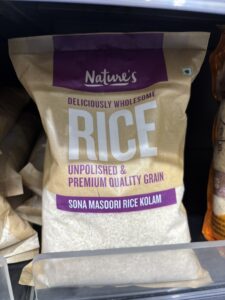 Nature's
DELICIOUSLY WHOLESOME
RICE
UNPOLISHED &
PREMIUM QUALITY GRAIN
SONA MASOORI RICE KOLAM